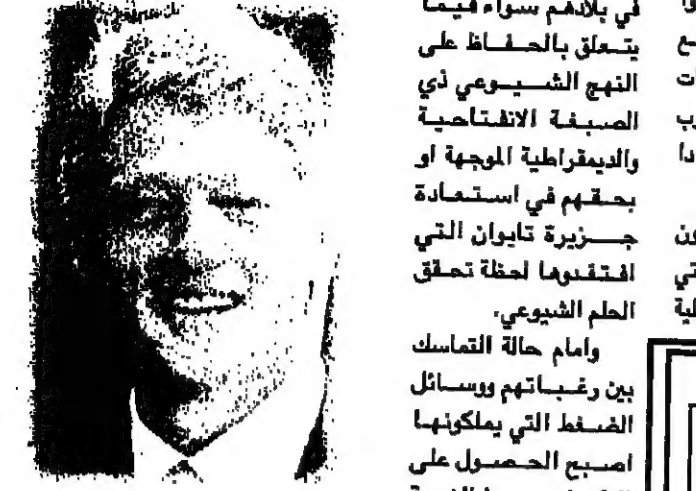 في بلادهم سواء فيما
يتعلق بالحفاظ على
النهج الشيوعي ذي
الصبغة الانفتاحية
والديمقراطية الموجهة او
بحقهم في استعادة
جزيرة تايوان التي
افتقدوها لحظة تحقق
الحلم الشيوعي.
وامام حالة التماسك
بين رغباتهم ووسائل
الضغط التي يملكونها
اصبح الحصول على